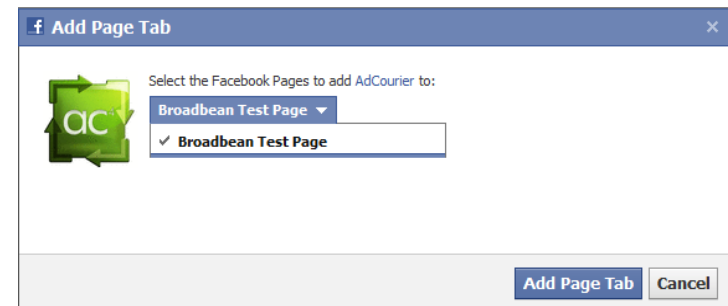 f Add Page Tab ×
Select the Facebook Pages to add AdCourier to:
ac
Broadbean Test Page ▼
✓ Broadbean Test Page
Add Page Tab Cancel